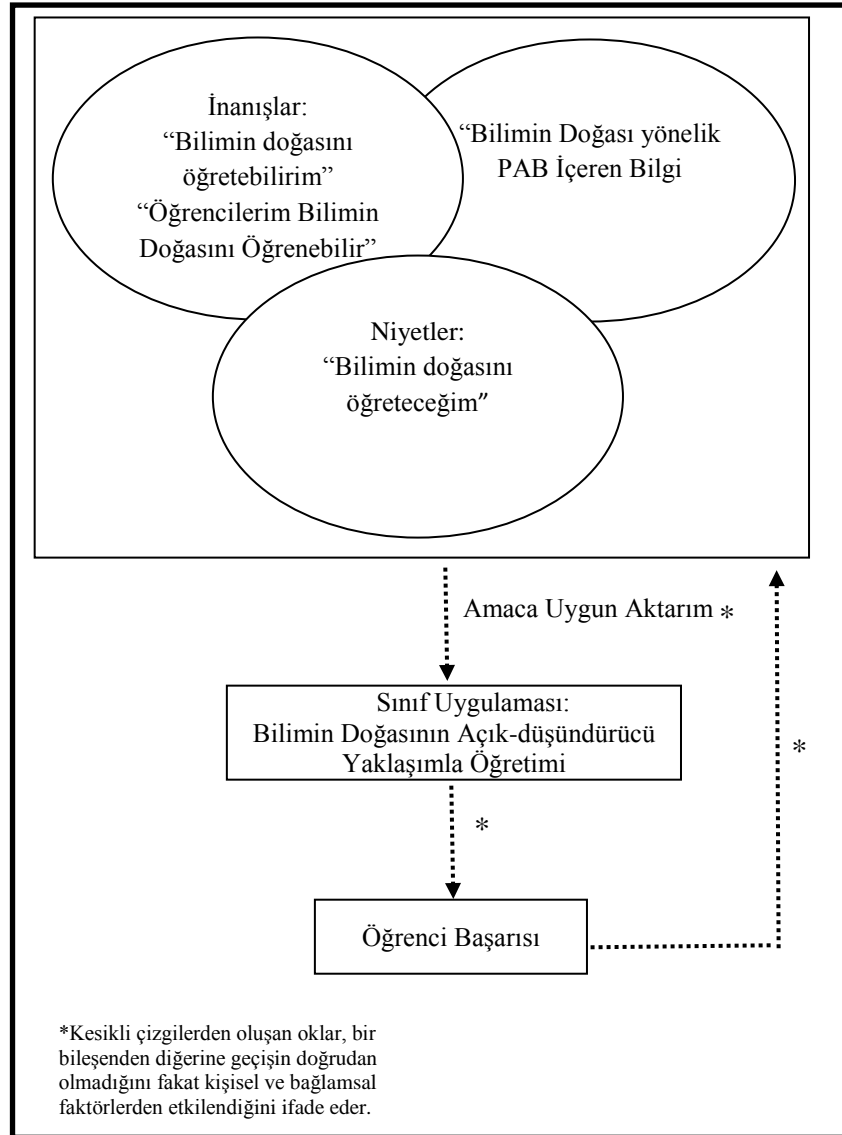 İnanışlar:
“Bilimin doğasını
öğretebilirim”
“Öğrencilerim Bilimin
Doğasını Öğrenebilir”
“Bilimin Doğası yönelik
PAB İçeren Bilgi
Niyetler:
“Bilimin doğasını
öğreteceğim”
Amaca Uygun Aktarım *
Sınıf Uygulaması:
Bilimin Doğasının Açık-düşündürücü
Yaklaşımla Öğretimi
*
*
Öğrenci Başarısı
*Kesikli çizgilerden oluşan oklar, bir
bileşenden diğerine geçişin doğrudan
olmadığını fakat kişisel ve bağlamsal
faktörlerden etkilendiğini ifade eder.